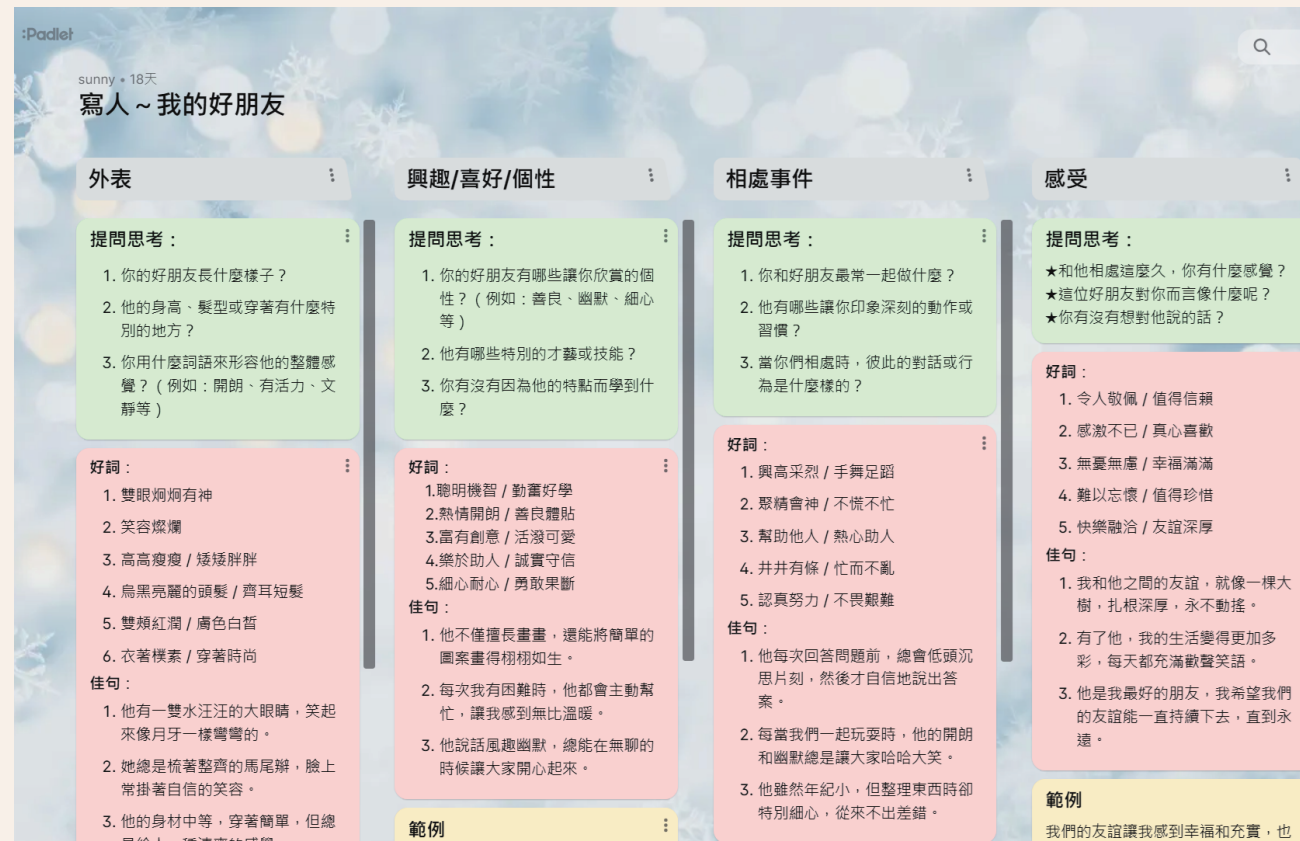 :Padlet
sunny • 18天
寫人～我的好朋友
外表
提問思考：
1. 你的好朋友長什麼樣子？
2. 他的身高、髮型或穿著有什麼特
別的地方？
3. 你用什麼詞語來形容他的整體感
覺？（例如：開朗、有活力、文
靜等）
好詞：
1. 雙眼炯炯有神
2. 笑容燦爛
3. 高高瘦瘦 / 矮矮胖胖
4. 烏黑亮麗的頭髮 / 齊耳短髮
5. 雙頰紅潤 / 膚色白皙
6. 衣著樸素 / 穿著時尚
佳句：
1. 他有一雙水汪汪的大眼睛，笑起
來像月牙一樣彎彎的。
2. 她總是梳著整齊的馬尾辮，臉上
常掛著自信的笑容。
3. 他的身材中等，穿著簡單，但總
興趣/喜好/個性
提問思考：
1. 你的好朋友有哪些讓你欣賞的個
性？（例如：善良、幽默、細心
等）
2. 他有哪些特別的才藝或技能？
3. 你有沒有因為他的特點而學到什
麼？
好詞：
1.聰明機智 / 勤奮好學
2.熱情開朗 / 善良體貼
3.富有創意 / 活潑可愛
4.樂於助人 / 誠實守信
5.細心耐心 / 勇敢果斷
佳句：
1. 他不僅擅長畫畫，還能將簡單的
圖案畫得栩栩如生。
2. 每次我有困難時，他都會主動幫
忙，讓我感到無比溫暖。
3. 他說話風趣幽默，總能在無聊的
時候讓大家開心起來。
範例
相處事件
提問思考：
1. 你和好朋友最常一起做什麼？
2. 他有哪些讓你印象深刻的動作或
習慣？
3. 當你們相處時，彼此的對話或行
為是什麼樣的？
好詞：
1. 興高采烈 / 手舞足蹈
2. 聚精會神 / 不慌不忙
3. 幫助他人 / 熱心助人
4. 井井有條 / 忙而不亂
5. 認真努力 / 不畏艱難
佳句：
1. 他每次回答問題前，總會低頭沉
思片刻，然後才自信地說出答
案。
2. 每當我們一起玩耍時，他的開朗
和幽默總是讓大家哈哈大笑。
3. 他雖然年紀小，但整理東西時卻
特別細心，從來不出差錯。
感受
提問思考：
★和他相處這麼久，你有什麼感覺？
★這位好朋友對你而言像什麼呢？
★你有沒有想對他說的話？
好詞：
1. 令人敬佩 / 值得信賴
2. 感激不已 / 真心喜歡
3. 無憂無慮 / 幸福滿滿
4. 難以忘懷 / 值得珍惜
5. 快樂融洽 / 友誼深厚
佳句：
1. 我和他之間的友誼，就像一棵大
樹，扎根深厚，永不動搖。
2. 有了他，我的生活變得更加多
彩，每天都充滿歡聲笑語。
3. 他是我最好的朋友，我希望我們
的友誼能一直持續下去，直到永
遠。
範例
我們的友誼讓我感到幸福和充實，也